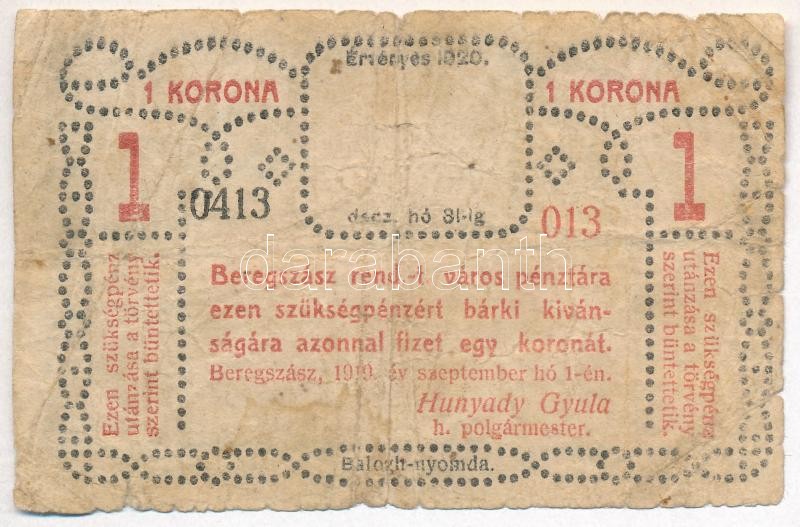 Érvényes 1920.
1 KORONA
1 KORONA
1
1
0413
decz. hó 31-ig
013
Beregszász rend.-t. város pénztára
ezen szükségpénzért bárki kiván-
ságára azonnal fizet egy koronát.
Beregszász, 1919. év szeptember hó 1-én.
Hunyady Gyula
h. polgármester.
Ezen szükségpénz
utánzása a törvény
szerint büntettetik.
Ezen szükségpénz
utánzása a törvény
szerint büntettetik.
Balogh-nyomda.
darabanth